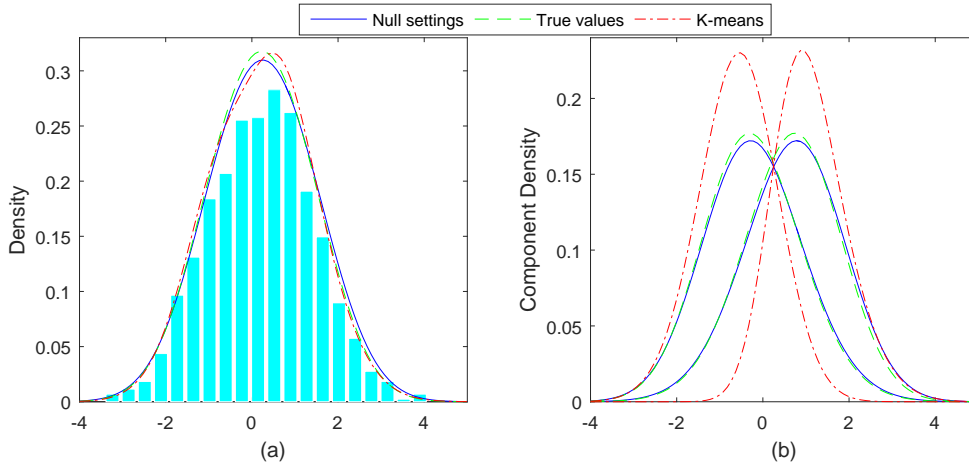 Null settings True values K-means
Density
0.3
0.25
0.2
0.15
0.1
0.05
0
-4 -2 0 2 4
(a)
Component Density
0.2
0.15
0.1
0.05
0
-4 -2 0 2 4
(b)